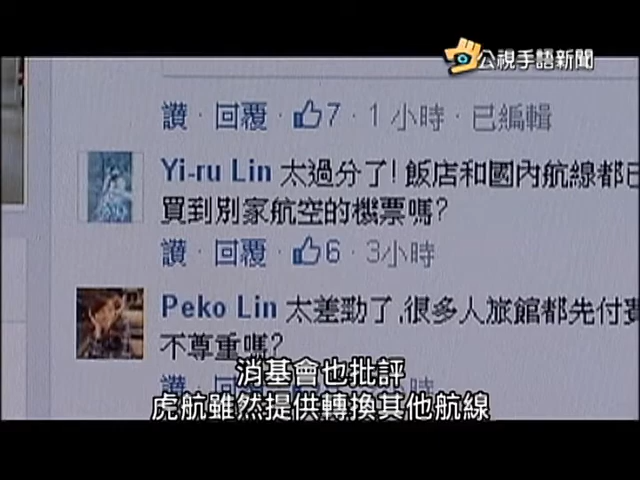 公視手語新聞
讚 · 回覆 · 7 · 1 小時 · 已編輯
Yi-ru Lin 太過分了! 飯店和國內航線都已
買到別家航空的機票嗎?
讚 · 回覆 · 6 · 3小時
Peko Lin 太差勁了,很多人旅館都先付
不尊重嗎?
讚 · 回
消基會也批評
虎航雖然提供轉換其他航線